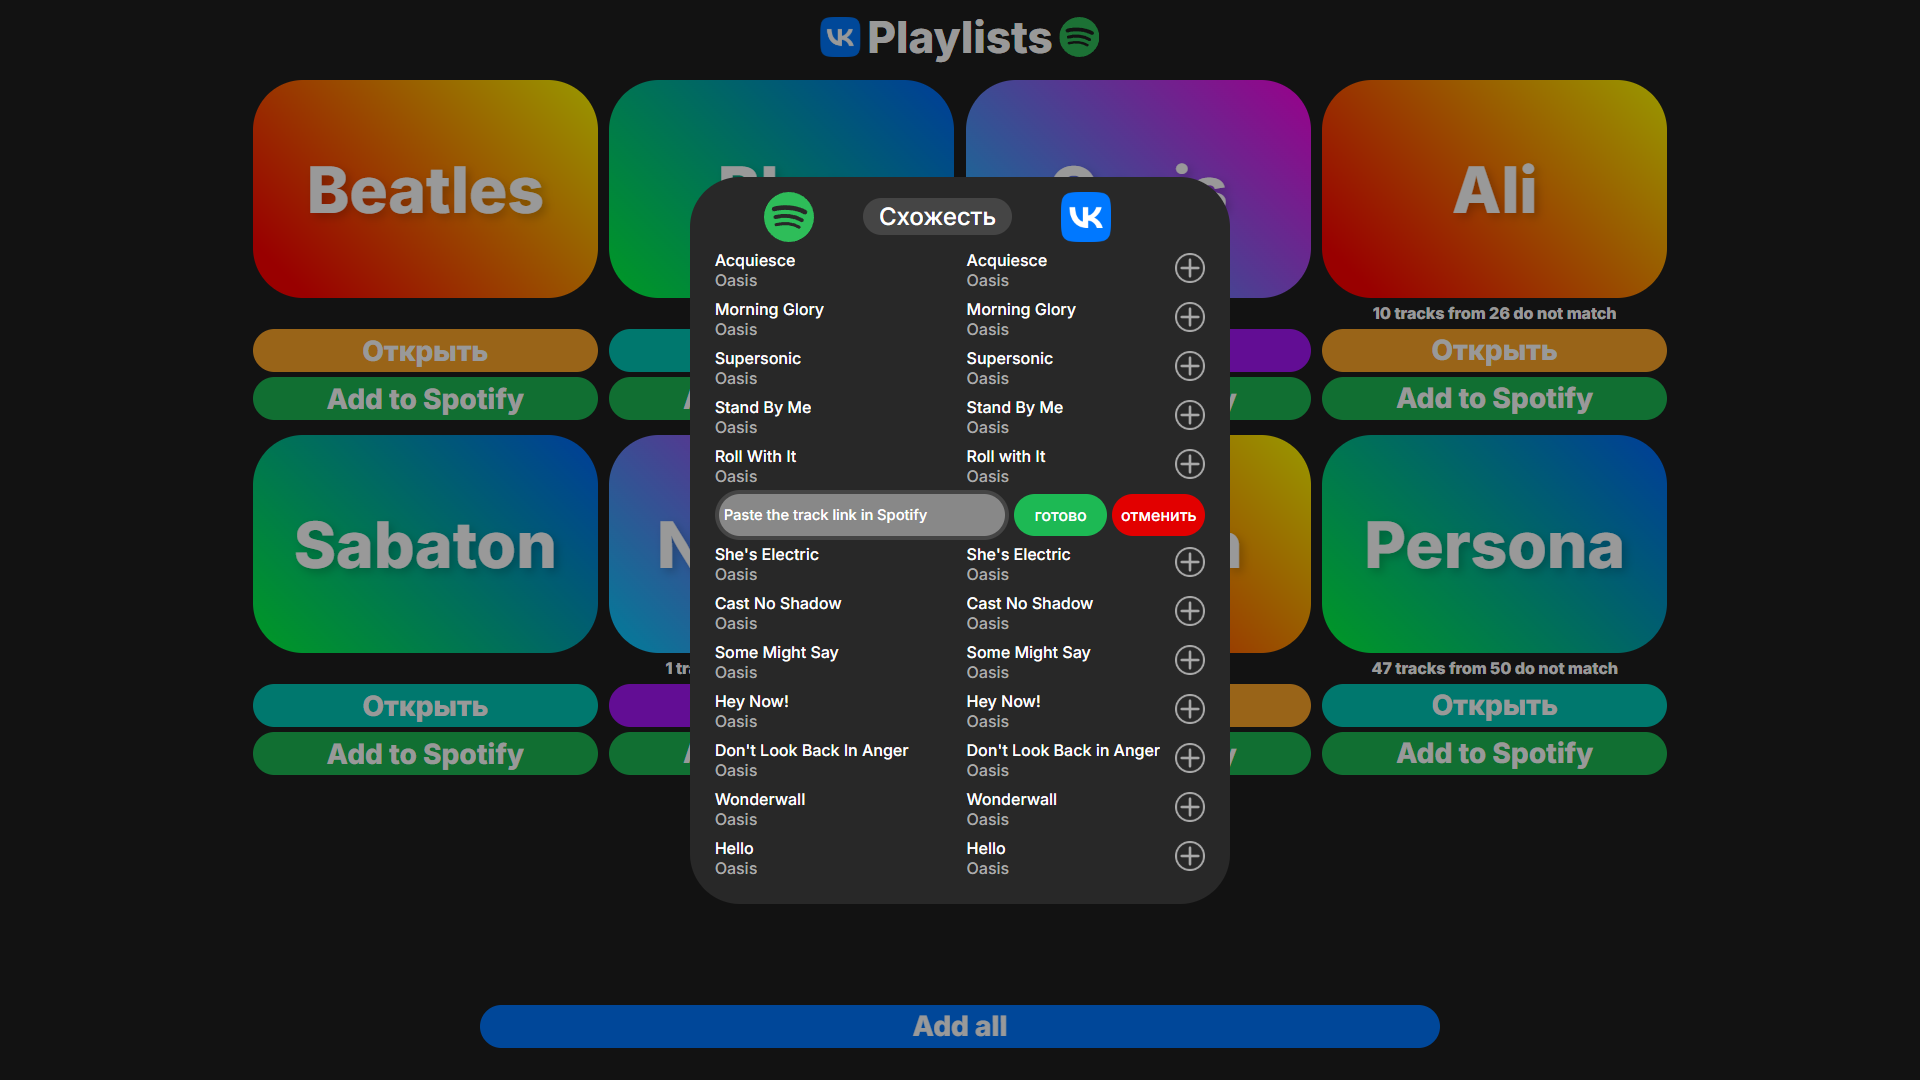 Playlists
Beatles
Ali
10 tracks from 26 do not match
Открыть
Открыть
Add to Spotify
Add to Spotify
Схожесть
Acquiesce
Oasis
Acquiesce
Oasis
Morning Glory
Oasis
Morning Glory
Oasis
Supersonic
Oasis
Supersonic
Oasis
Stand By Me
Oasis
Stand By Me
Oasis
Roll With It
Oasis
Roll with It
Oasis
Paste the track link in Spotify
готово
отменить
She's Electric
Oasis
She's Electric
Oasis
Cast No Shadow
Oasis
Cast No Shadow
Oasis
Some Might Say
Oasis
Some Might Say
Oasis
Hey Now!
Oasis
Hey Now!
Oasis
Don't Look Back In Anger
Oasis
Don't Look Back in Anger
Oasis
Wonderwall
Oasis
Wonderwall
Oasis
Hello
Oasis
Hello
Oasis
Sabaton
Persona
47 tracks from 50 do not match
Открыть
Открыть
Add to Spotify
Add to Spotify
Add all